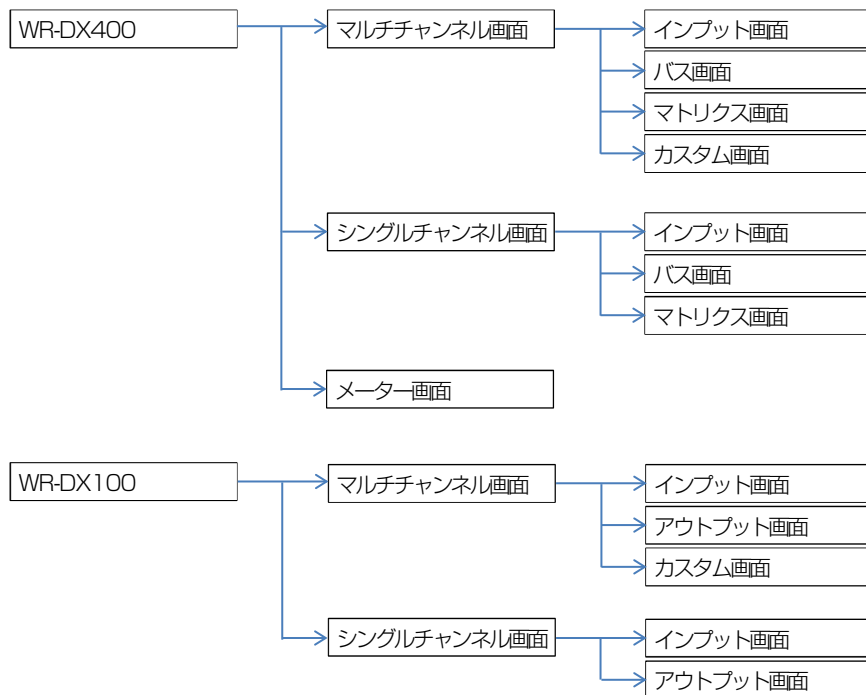 WR-DX400
マルチチャンネル画面
インプット画面
バス画面
マトリクス画面
カスタム画面
シングルチャンネル画面
インプット画面
バス画面
マトリクス画面
メーター画面
WR-DX100
マルチチャンネル画面
インプット画面
アウトプット画面
カスタム画面
シングルチャンネル画面
インプット画面
アウトプット画面